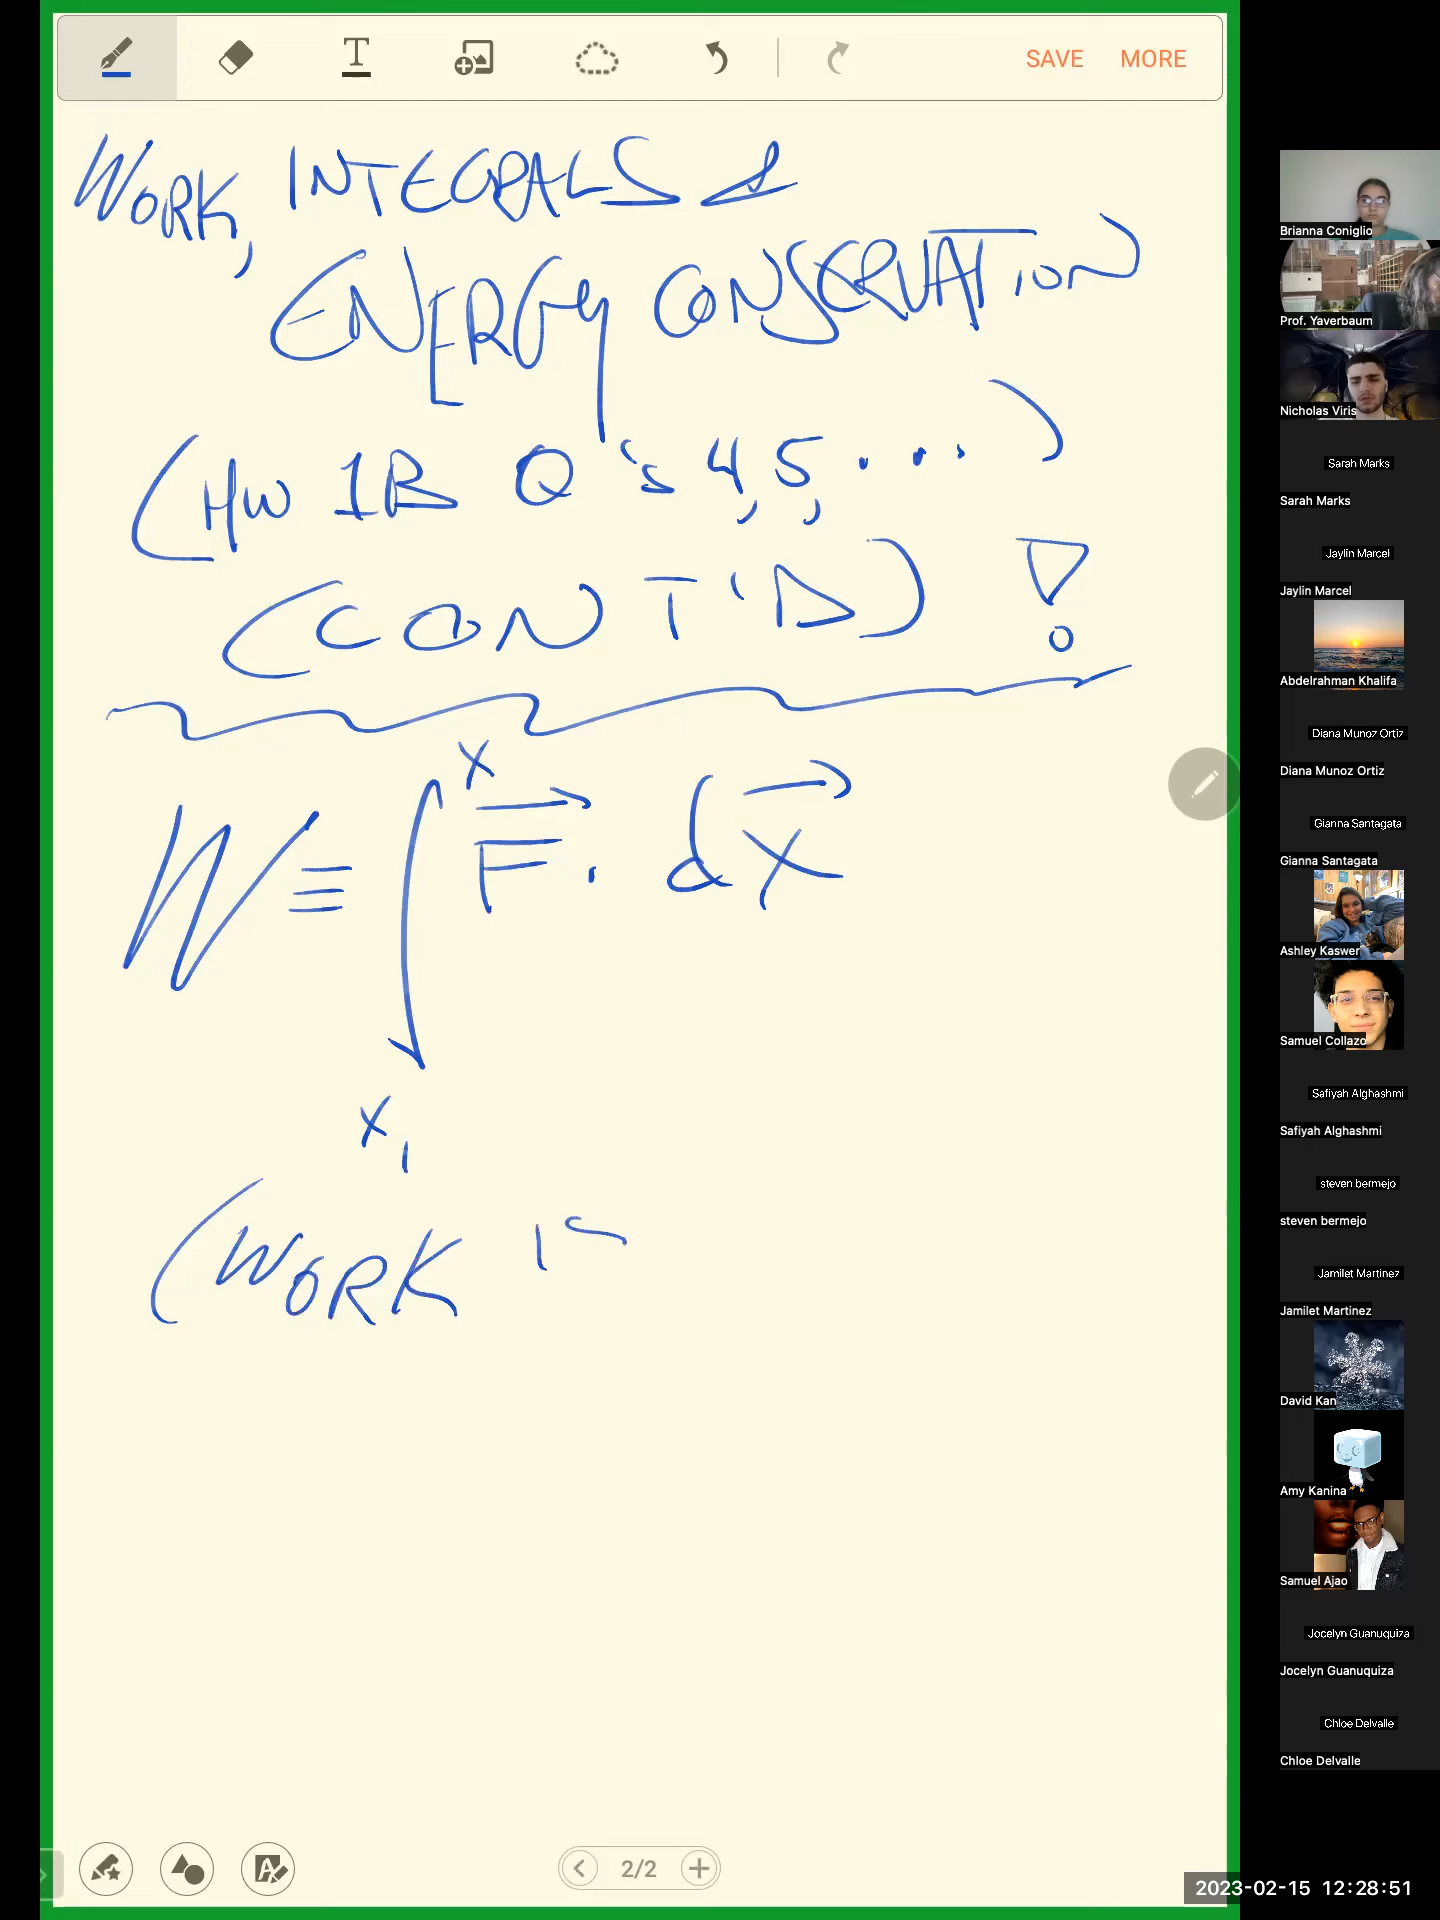 SAVE MORE
WORK, INTEGRALS &
ENERGY CONSERVATION
(HW 1B Q's 4, 5, ...)
(CONT'D) !
W ≡ ∫ F⃗ · dx⃗
x
x₁
(WORK IS
2/2
Brianna Coniglio
Prof. Yaverbaum
Nicholas Viris
Sarah Marks
Sarah Marks
Jaylin Marcel
Jaylin Marcel
Abdelrahman Khalifa
Diana Munoz Ortiz
Diana Munoz Ortiz
Gianna Santagata
Gianna Santagata
Ashley Kaswer
Samuel Collazo
Safiyah Alghashmi
Safiyah Alghashmi
steven bermejo
steven bermejo
Jamilet Martinez
Jamilet Martinez
David Kan
Amy Kanina
Samuel Ajao
Jocelyn Guanuquiza
Jocelyn Guanuquiza
Chloe Delvalle
Chloe Delvalle
2023-02-15 12:28:51